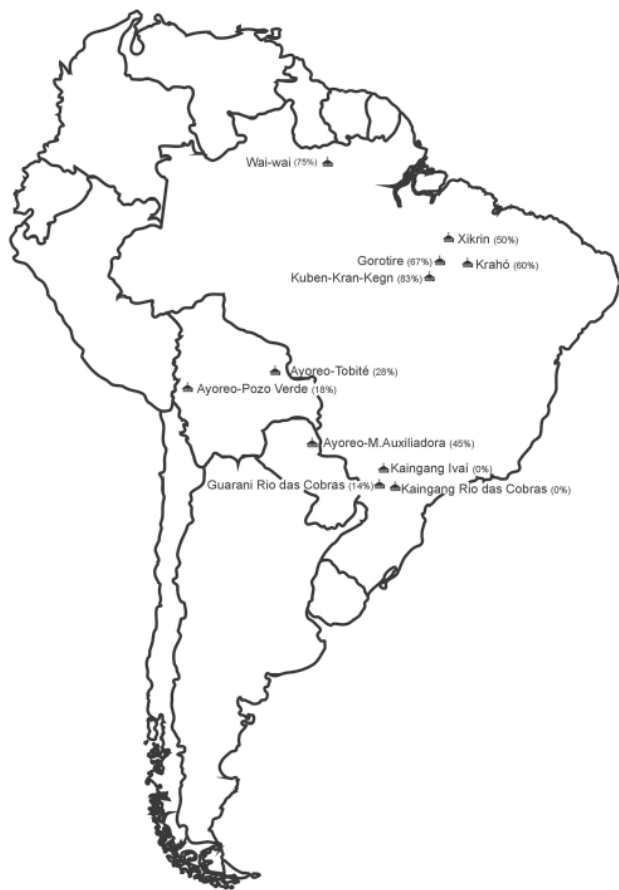 Wai-wai (75%)
Xikrin (50%)
Gorotire (67%)
Krahó (60%)
Kuben-Kran-Kegn (83%)
Ayoreo-Tobité (28%)
Ayoreo-Pozo Verde (18%)
Ayoreo-M.Auxiliadora (45%)
Kaingang Ivaí (0%)
Guarani Rio das Cobras (14%)
Kaingang Rio das Cobras (0%)